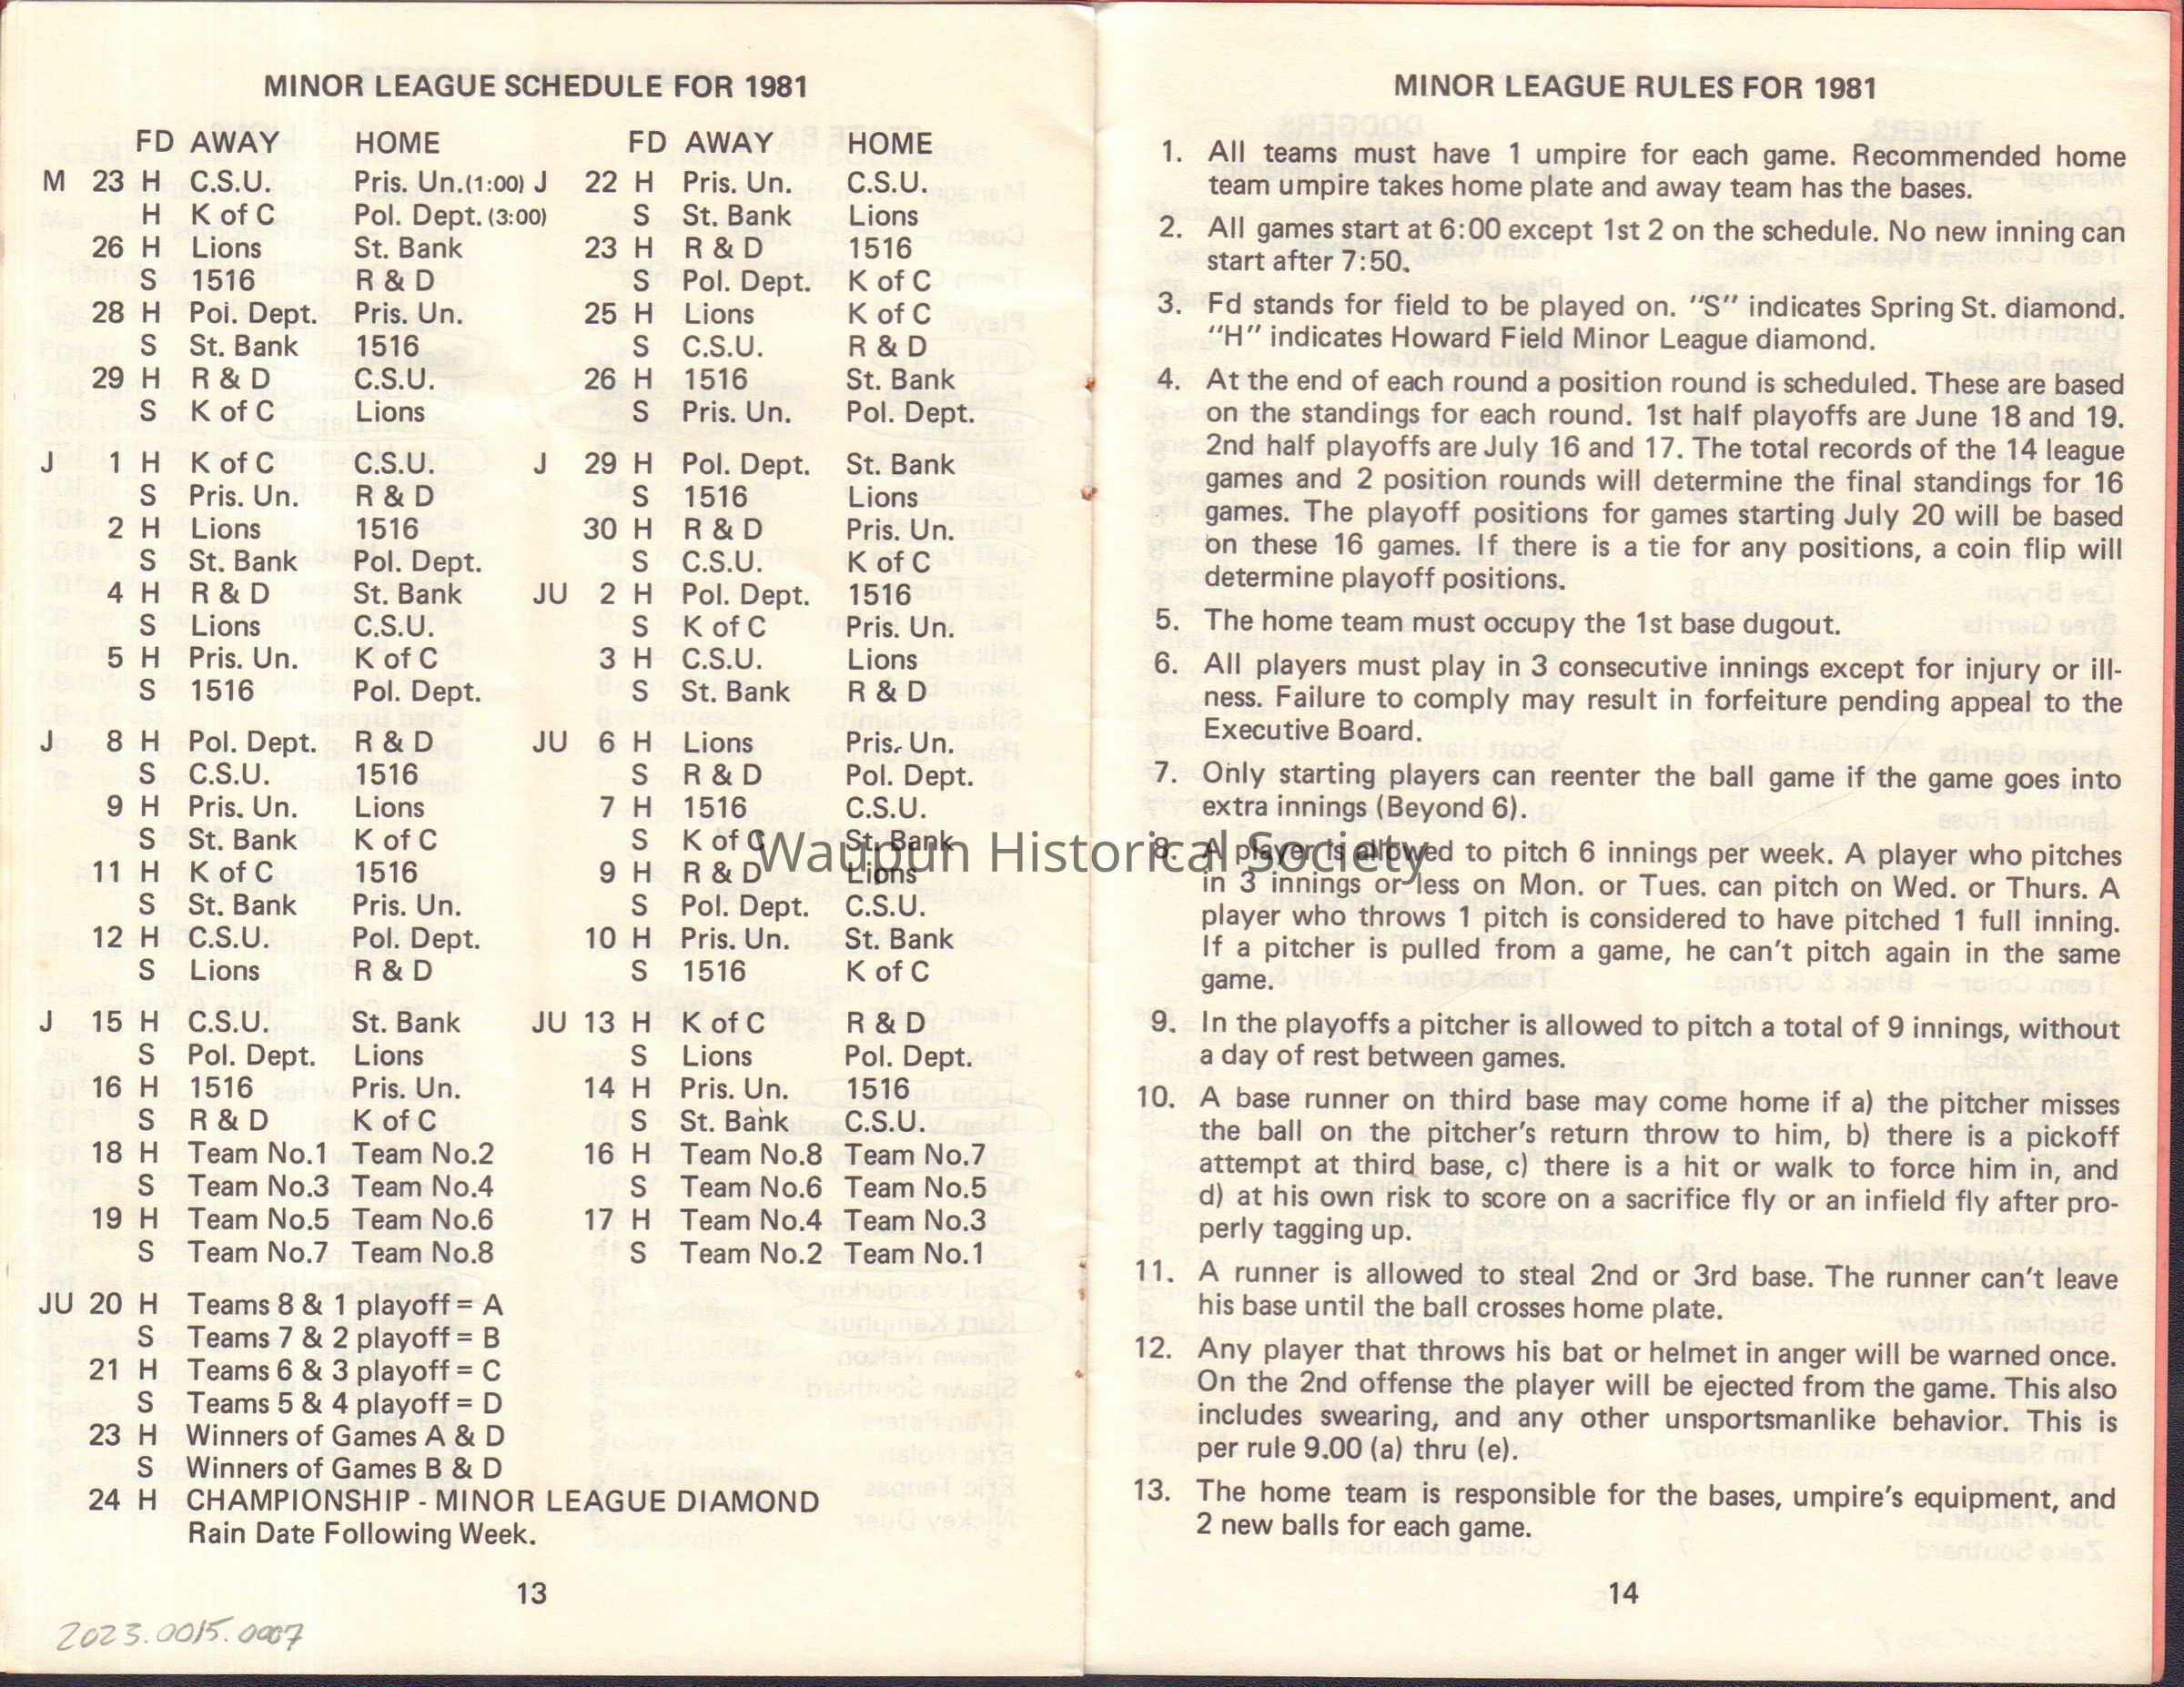 MINOR LEAGUE SCHEDULE FOR 1981
FD AWAY HOME
M 23 H C.S.U. Pris. Un.(1:00)
H K of C Pol. Dept. (3:00)
26 H Lions St. Bank
S 1516 R & D
28 H Pol. Dept. Pris. Un.
S St. Bank 1516
29 H R & D C.S.U.
S K of C Lions
J 1 H K of C C.S.U.
S Pris. Un. R & D
2 H Lions 1516
S St. Bank Pol. Dept.
4 H R & D St. Bank
S Lions C.S.U.
5 H Pris. Un. K of C
S 1516 Pol. Dept.
J 8 H Pol. Dept. R & D
S C.S.U. 1516
9 H Pris. Un. Lions
S St. Bank K of C
11 H K of C 1516
S St. Bank Pris. Un.
12 H C.S.U. Pol. Dept.
S Lions R & D
J 15 H C.S.U. St. Bank
S Pol. Dept. Lions
16 H 1516 Pris. Un.
S R & D K of C
18 H Team No.1 Team No.2
S Team No.3 Team No.4
19 H Team No.5 Team No.6
S Team No.7 Team No.8
JU 20 H Teams 8 & 1 playoff = A
S Teams 7 & 2 playoff = B
21 H Teams 6 & 3 playoff = C
S Teams 5 & 4 playoff = D
23 H Winners of Games A & D
S Winners of Games B & D
24 H CHAMPIONSHIP - MINOR LEAGUE DIAMOND
Rain Date Following Week.
FD AWAY HOME
J 22 H Pris. Un. C.S.U.
S St. Bank Lions
23 H R & D 1516
S Pol. Dept. K of C
25 H Lions K of C
S C.S.U. R & D
26 H 1516 St. Bank
S Pris. Un. Pol. Dept.
J 29 H Pol. Dept. St. Bank
S 1516 Lions
30 H R & D Pris. Un.
S C.S.U. K of C
JU 2 H Pol. Dept. 1516
S K of C Pris. Un.
3 H C.S.U. Lions
S St. Bank R & D
JU 6 H Lions Pris. Un.
S R & D Pol. Dept.
7 H 1516 C.S.U.
S K of C St. Bank
9 H R & D Lions
S Pol. Dept. C.S.U.
10 H Pris. Un. St. Bank
S 1516 K of C
JU 13 H K of C R & D
S Lions Pol. Dept.
14 H Pris. Un. 1516
S St. Bank C.S.U.
16 H Team No.8 Team No.7
S Team No.6 Team No.5
17 H Team No.4 Team No.3
S Team No.2 Team No.1
13
2023.0015.0007
Waupun Historical Society
MINOR LEAGUE RULES FOR 1981
1. All teams must have 1 umpire for each game. Recommended home
team umpire takes home plate and away team has the bases.
2. All games start at 6:00 except 1st 2 on the schedule. No new inning can
start after 7:50.
3. Fd stands for field to be played on. "S" indicates Spring St. diamond.
"H" indicates Howard Field Minor League diamond.
4. At the end of each round a position round is scheduled. These are based
on the standings for each round. 1st half playoffs are June 18 and 19.
2nd half playoffs are July 16 and 17. The total records of the 14 league
games and 2 position rounds will determine the final standings for 16
games. The playoff positions for games starting July 20 will be based
on these 16 games. If there is a tie for any positions, a coin flip will
determine playoff positions.
5. The home team must occupy the 1st base dugout.
6. All players must play in 3 consecutive innings except for injury or ill-
ness. Failure to comply may result in forfeiture pending appeal to the
Executive Board.
7. Only starting players can reenter the ball game if the game goes into
extra innings (Beyond 6).
8. A player is allowed to pitch 6 innings per week. A player who pitches
in 3 innings or less on Mon. or Tues. can pitch on Wed. or Thurs. A
player who throws 1 pitch is considered to have pitched 1 full inning.
If a pitcher is pulled from a game, he can't pitch again in the same
game.
9. In the playoffs a pitcher is allowed to pitch a total of 9 innings, without
a day of rest between games.
10. A base runner on third base may come home if a) the pitcher misses
the ball on the pitcher's return throw to him, b) there is a pickoff
attempt at third base, c) there is a hit or walk to force him in, and
d) at his own risk to score on a sacrifice fly or an infield fly after pro-
perly tagging up.
11. A runner is allowed to steal 2nd or 3rd base. The runner can't leave
his base until the ball crosses home plate.
12. Any player that throws his bat or helmet in anger will be warned once.
On the 2nd offense the player will be ejected from the game. This also
includes swearing, and any other unsportsmanlike behavior. This is
per rule 9.00 (a) thru (e).
13. The home team is responsible for the bases, umpire's equipment, and
2 new balls for each game.
14